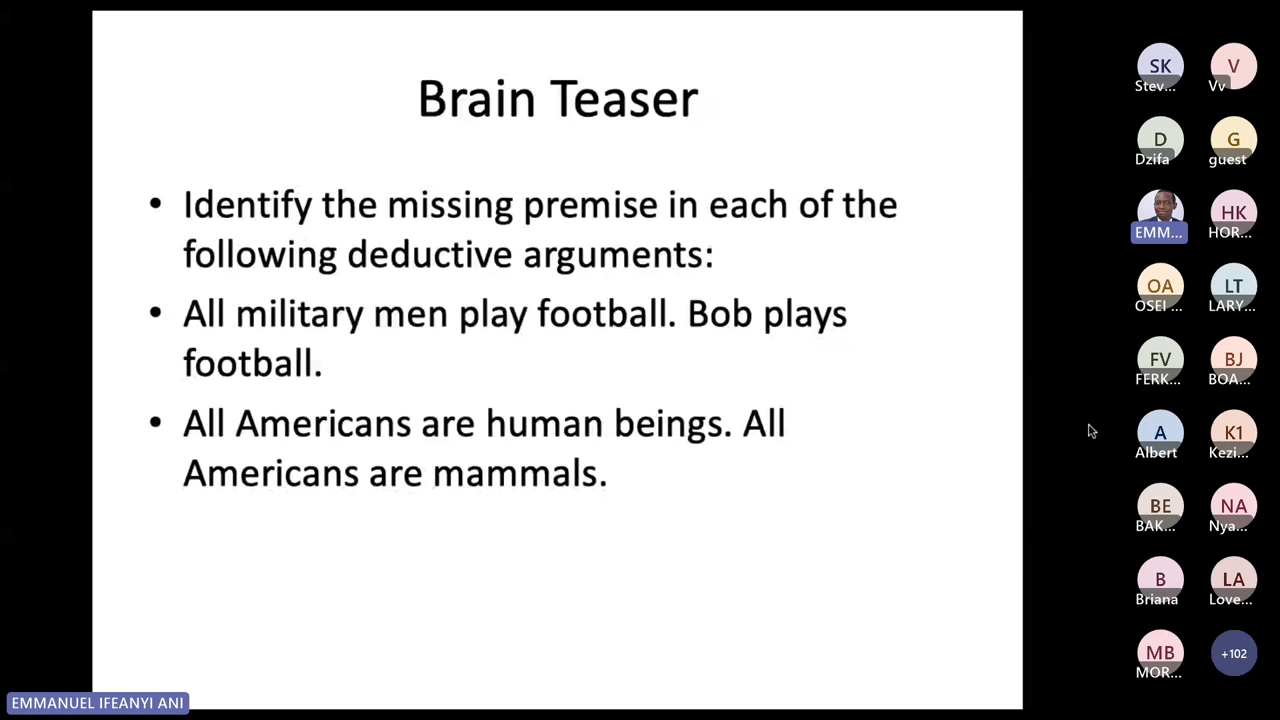 Brain Teaser
• Identify the missing premise in each of the
following deductive arguments:
• All military men play football. Bob plays
football.
• All Americans are human beings. All
Americans are mammals.
SK
Stev...
V
Vv
D
Dzifa
G
guest
EMM...
HK
HOR...
OA
OSEI ...
LT
LARY...
FV
FERK...
BJ
BOA...
A
Albert
K1
Kezi...
BE
BAK...
NA
Nya...
B
Briana
LA
Love...
MB
MOR...
+102
EMMANUEL IFEANYI ANI